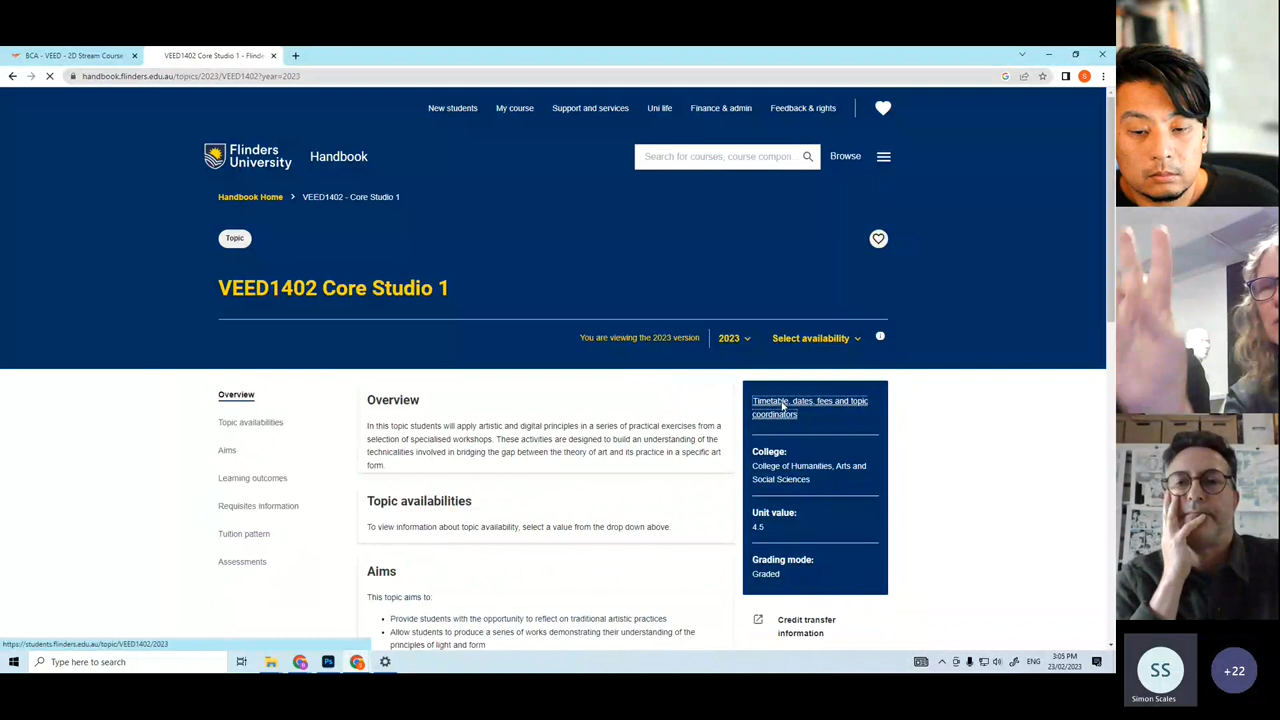 BCA - VEED - 2D Stream Course
VEED1402 Core Studio 1 - Flinde
handbook.flinders.edu.au/topics/2023/VEED1402?year=2023
New students
My course
Support and services
Uni life
Finance & admin
Feedback & rights
Flinders
University
Handbook
Search for courses, course compon...
Browse
Handbook Home
VEED1402 - Core Studio 1
Topic
VEED1402 Core Studio 1
You are viewing the 2023 version
2023
Select availability
Overview
Topic availabilities
Aims
Learning outcomes
Requisites information
Tuition pattern
Assessments
Overview
In this topic students will apply artistic and digital principles in a series of practical exercises from a
selection of specialised workshops. These activities are designed to build an understanding of the
technicalities involved in bridging the gap between the theory of art and its practice in a specific art
form.
Topic availabilities
To view information about topic availability, select a value from the drop down above.
Aims
This topic aims to:
Provide students with the opportunity to reflect on traditional artistic practices
Allow students to produce a series of works demonstrating their understanding of the
principles of light and form
Timetable, dates, fees and topic
coordinators
College:
College of Humanities, Arts and
Social Sciences
Unit value:
4.5
Grading mode:
Graded
Credit transfer
information
https://students.flinders.edu.au/topic/VEED1402/2023
Type here to search
ENG
3:05 PM
23/02/2023
SS
Simon Scales
+22